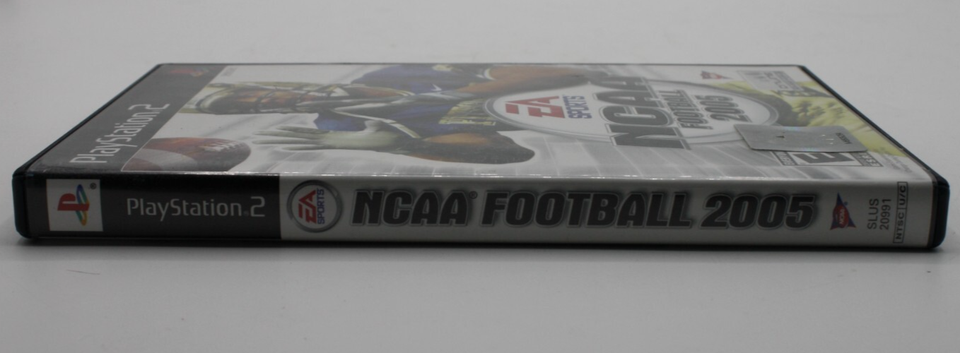 PlayStation 2
EA
SPORTS
NCAA
FOOTBALL
2005
PlayStation®2
EA
SPORTS
NCAA® FOOTBALL 2005
SLUS
20991
NTSC U/C